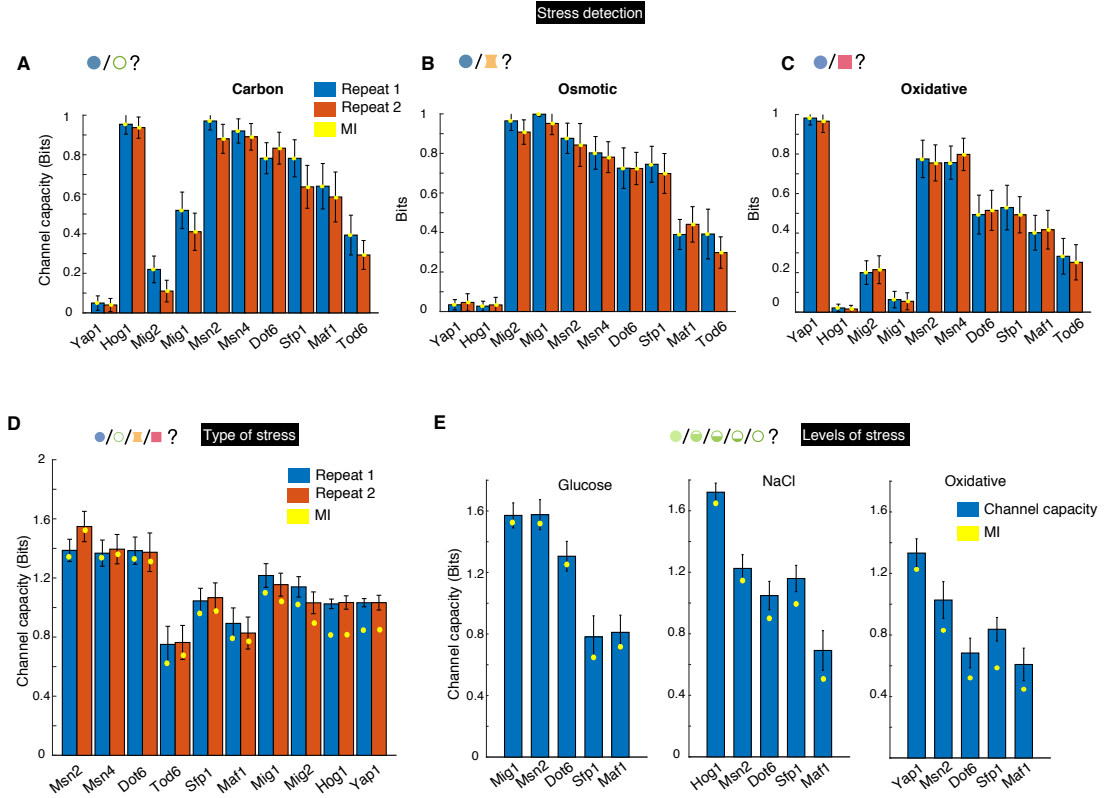 Stress detection
A
/ ?
Carbon
Repeat 1
Repeat 2
MI
Channel capacity (Bits)
1
0.8
0.6
0.4
0.2
0
Yap1
Hog1
Mig2
Mig1
Msn2
Msn4
Dot6
Sfp1
Maf1
Tod6
B
/ ?
Osmotic
Bits
1
0.8
0.6
0.4
0.2
0
Yap1
Hog1
Mig2
Mig1
Msn2
Msn4
Dot6
Sfp1
Maf1
Tod6
C
/ ?
Oxidative
Bits
1
0.8
0.6
0.4
0.2
0
Yap1
Hog1
Mig2
Mig1
Msn2
Msn4
Dot6
Sfp1
Maf1
Tod6
D
/ / / ?
Type of stress
Repeat 1
Repeat 2
MI
Channel capacity (Bits)
2
1.6
1.2
0.8
0.4
0
Msn2
Msn4
Dot6
Tod6
Sfp1
Maf1
Mig1
Mig2
Hog1
Yap1
E
/ / / / ?
Levels of stress
Glucose
Channel capacity (Bits)
1.6
1.2
0.8
0.4
0
Mig1
Msn2
Dot6
Sfp1
Maf1
NaCl
1.6
1.2
0.8
0.4
0
Hog1
Msn2
Dot6
Sfp1
Maf1
Oxidative
Channel capacity
MI
1.6
1.2
0.8
0.4
Yap1
Msn2
Dot6
Sfp1
Maf1